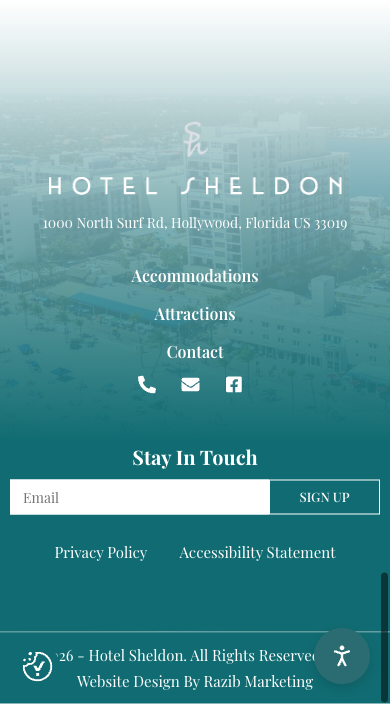 Sh
HOTEL SHELDON
1000 North Surf Rd, Hollywood, Florida US 33019
Accommodations
Attractions
Contact
Stay In Touch
Email SIGN UP
Privacy Policy Accessibility Statement
26 - Hotel Sheldon. All Rights Reserved
Website Design By Razib Marketing